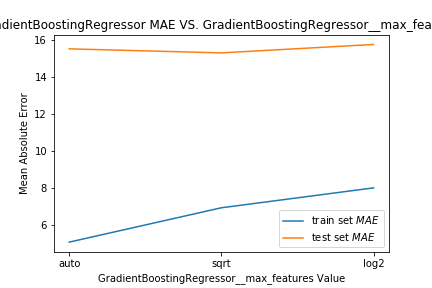 adientBoostingRegressor MAE VS. GradientBoostingRegressor__max_fea
16
14
12
10
8
6
Mean Absolute Error
train set MAE
test set MAE
auto
sqrt
log2
GradientBoostingRegressor__max_features Value